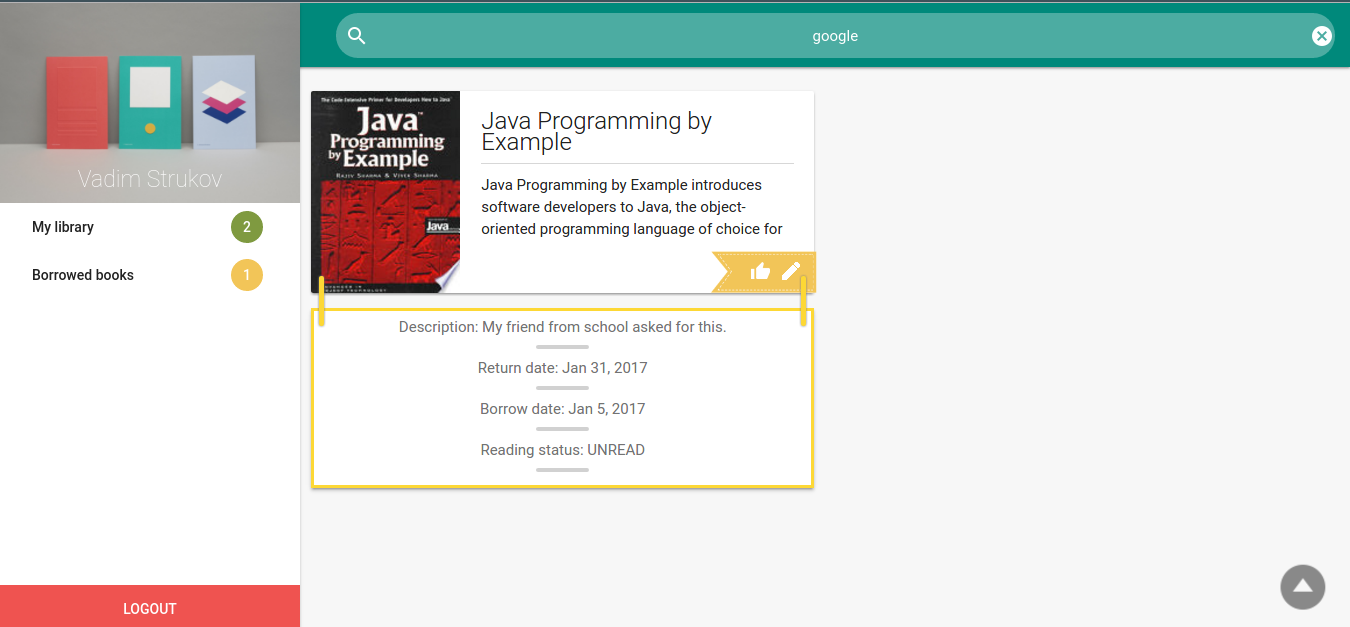 google
Vadim Strukov
My library 2
Borrowed books 1
LOGOUT
The Code-Intensive Primer for Developers New to Java™
Java™
Programming
by Example
RAJIV SHARMA & VIVEK SHARMA
Java
Java Programming by
Example
Java Programming by Example introduces
software developers to Java, the object-
oriented programming language of choice for
Description: My friend from school asked for this.
Return date: Jan 31, 2017
Borrow date: Jan 5, 2017
Reading status: UNREAD